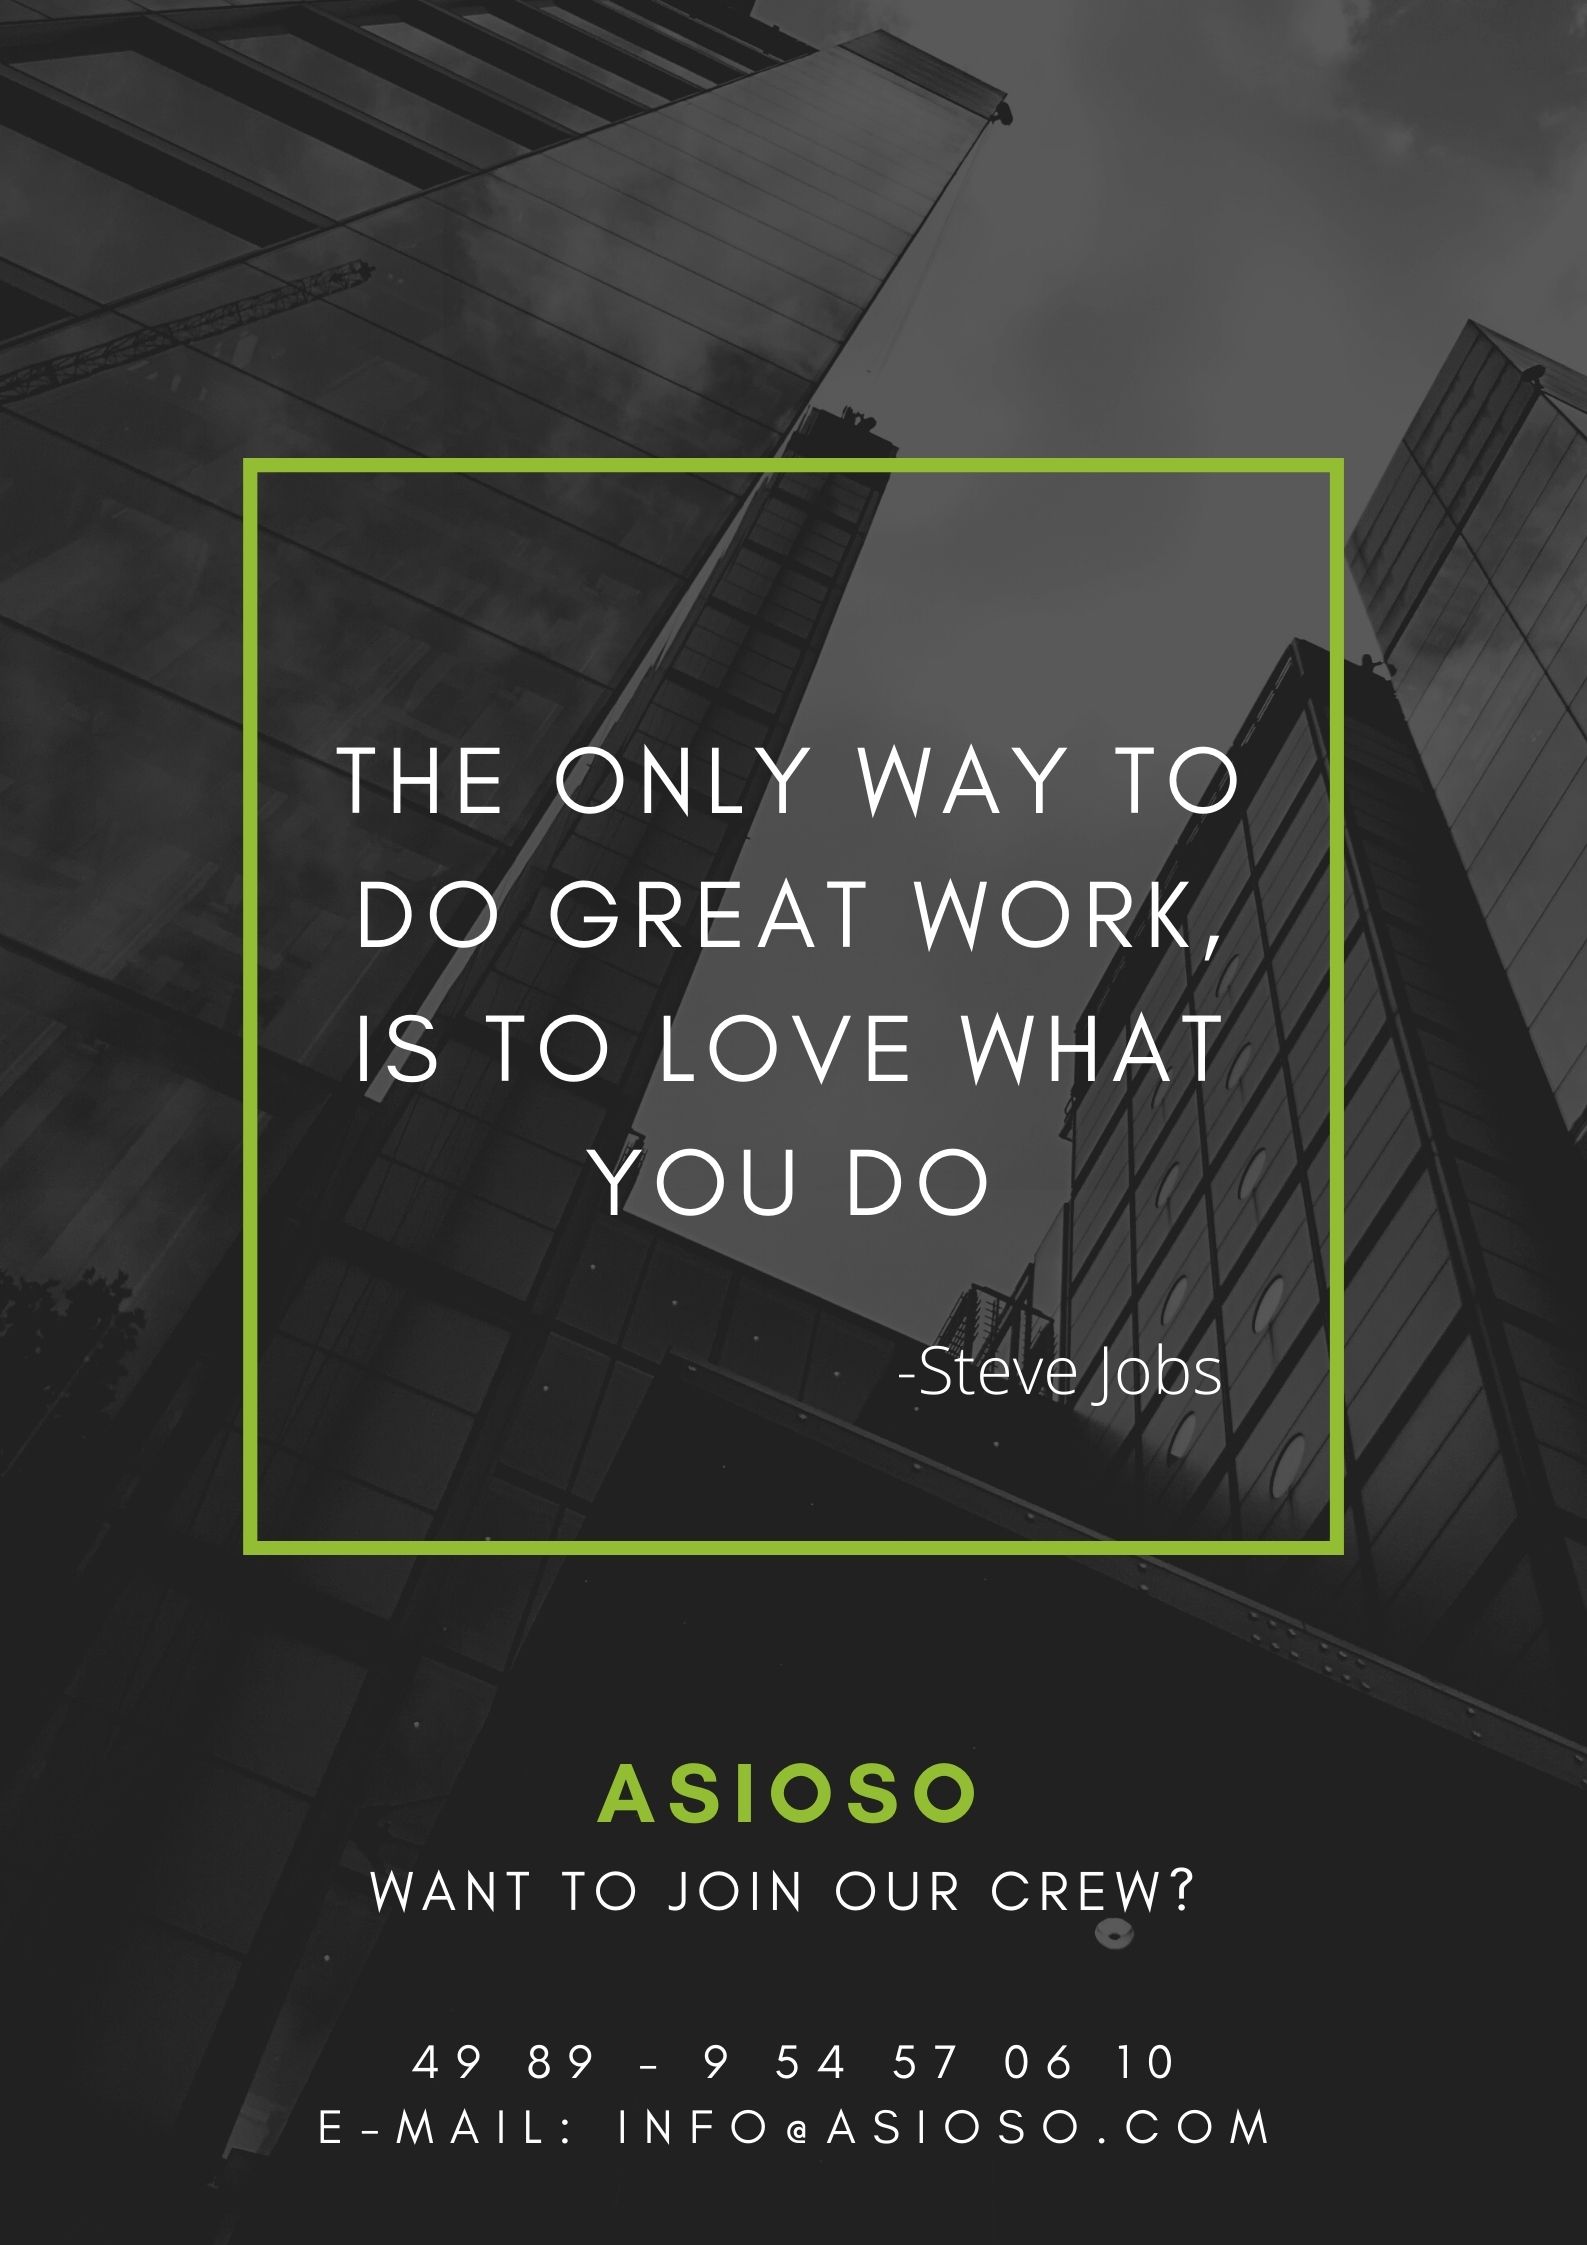 THE ONLY WAY TO
DO GREAT WORK,
IS TO LOVE WHAT
YOU DO
-Steve Jobs
ASIOSO
WANT TO JOIN OUR CREW?
49 89 - 9 54 57 06 10
E-MAIL: INFO@ASIOSO.COM